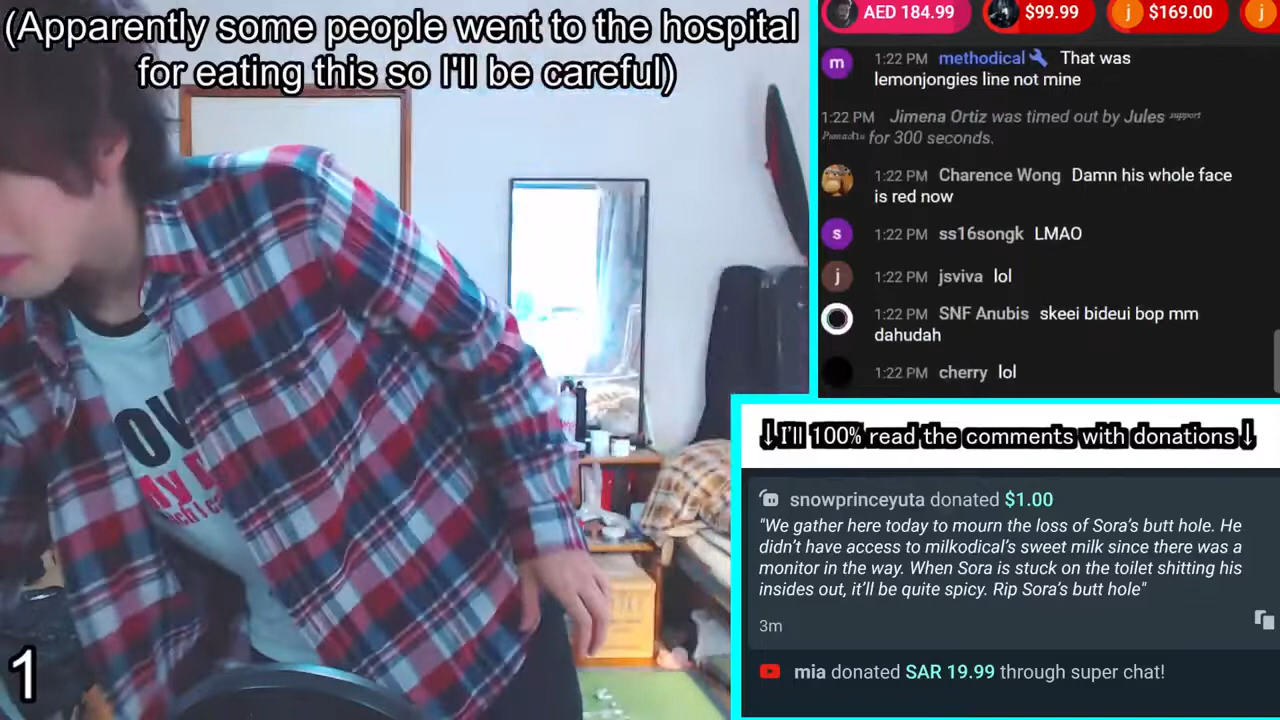 (Apparently some people went to the hospital
for eating this so I'll be careful)
OW
My
1
AED 184.99
$99.99
j $169.00
j
m 1:22 PM methodical That was
lemonjongies line not mine
1:22 PM Jimena Ortiz was timed out by Jules support
for 300 seconds.
1:22 PM Charence Wong Damn his whole face
is red now
s 1:22 PM ss16songk LMAO
j 1:22 PM jsviva lol
1:22 PM SNF Anubis skeei bideui bop mm
dahudah
1:22 PM cherry lol
↓I'll 100% read the comments with donations↓
snowprinceyuta donated $1.00
"We gather here today to mourn the loss of Sora's butt hole. He
didn't have access to milkodical's sweet milk since there was a
monitor in the way. When Sora is stuck on the toilet shitting his
insides out, it'll be quite spicy. Rip Sora's butt hole"
3m
mia donated SAR 19.99 through super chat!